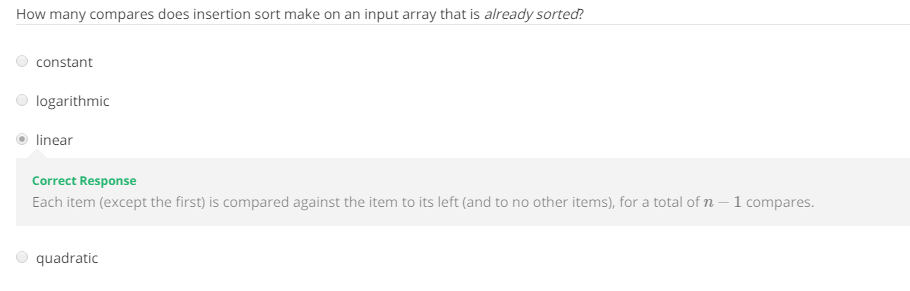 How many compares does insertion sort make on an input array that is already sorted?
constant
logarithmic
linear
Correct Response
Each item (except the first) is compared against the item to its left (and to no other items), for a total of n − 1 compares.
quadratic